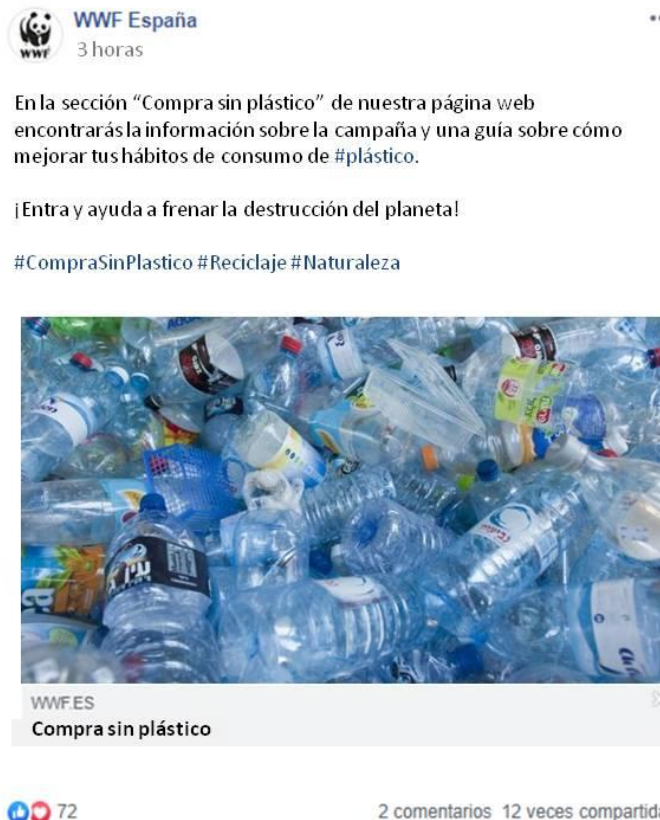 WWF España
WWF
3 horas
En la sección “Compra sin plástico” de nuestra página web
encontrarás la información sobre la campaña y una guía sobre cómo
mejorar tus hábitos de consumo de #plástico.
¡Entra y ayuda a frenar la destrucción del planeta!
#CompraSinPlastico #Reciclaje #Naturaleza
WWF.ES
Compra sin plástico
72
2 comentarios 12 veces compartida